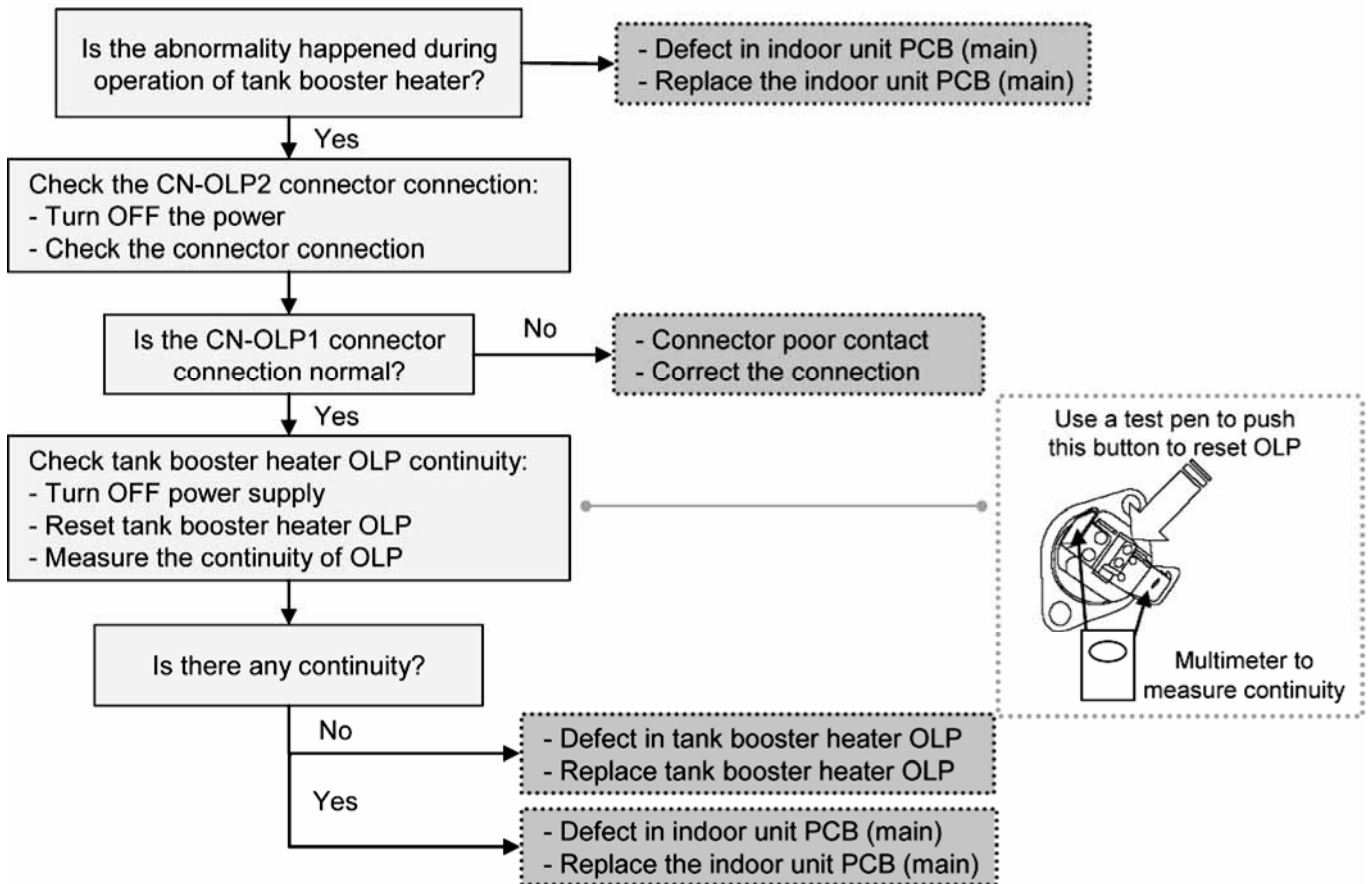 Is the abnormality happened during
operation of tank booster heater?
- Defect in indoor unit PCB (main)
- Replace the indoor unit PCB (main)
Yes
Check the CN-OLP2 connector connection:
- Turn OFF the power
- Check the connector connection
Is the CN-OLP1 connector
connection normal?
No
- Connector poor contact
- Correct the connection
Yes
Check tank booster heater OLP continuity:
- Turn OFF power supply
- Reset tank booster heater OLP
- Measure the continuity of OLP
Use a test pen to push
this button to reset OLP
Multimeter to
measure continuity
Is there any continuity?
No
- Defect in tank booster heater OLP
- Replace tank booster heater OLP
Yes
- Defect in indoor unit PCB (main)
- Replace the indoor unit PCB (main)